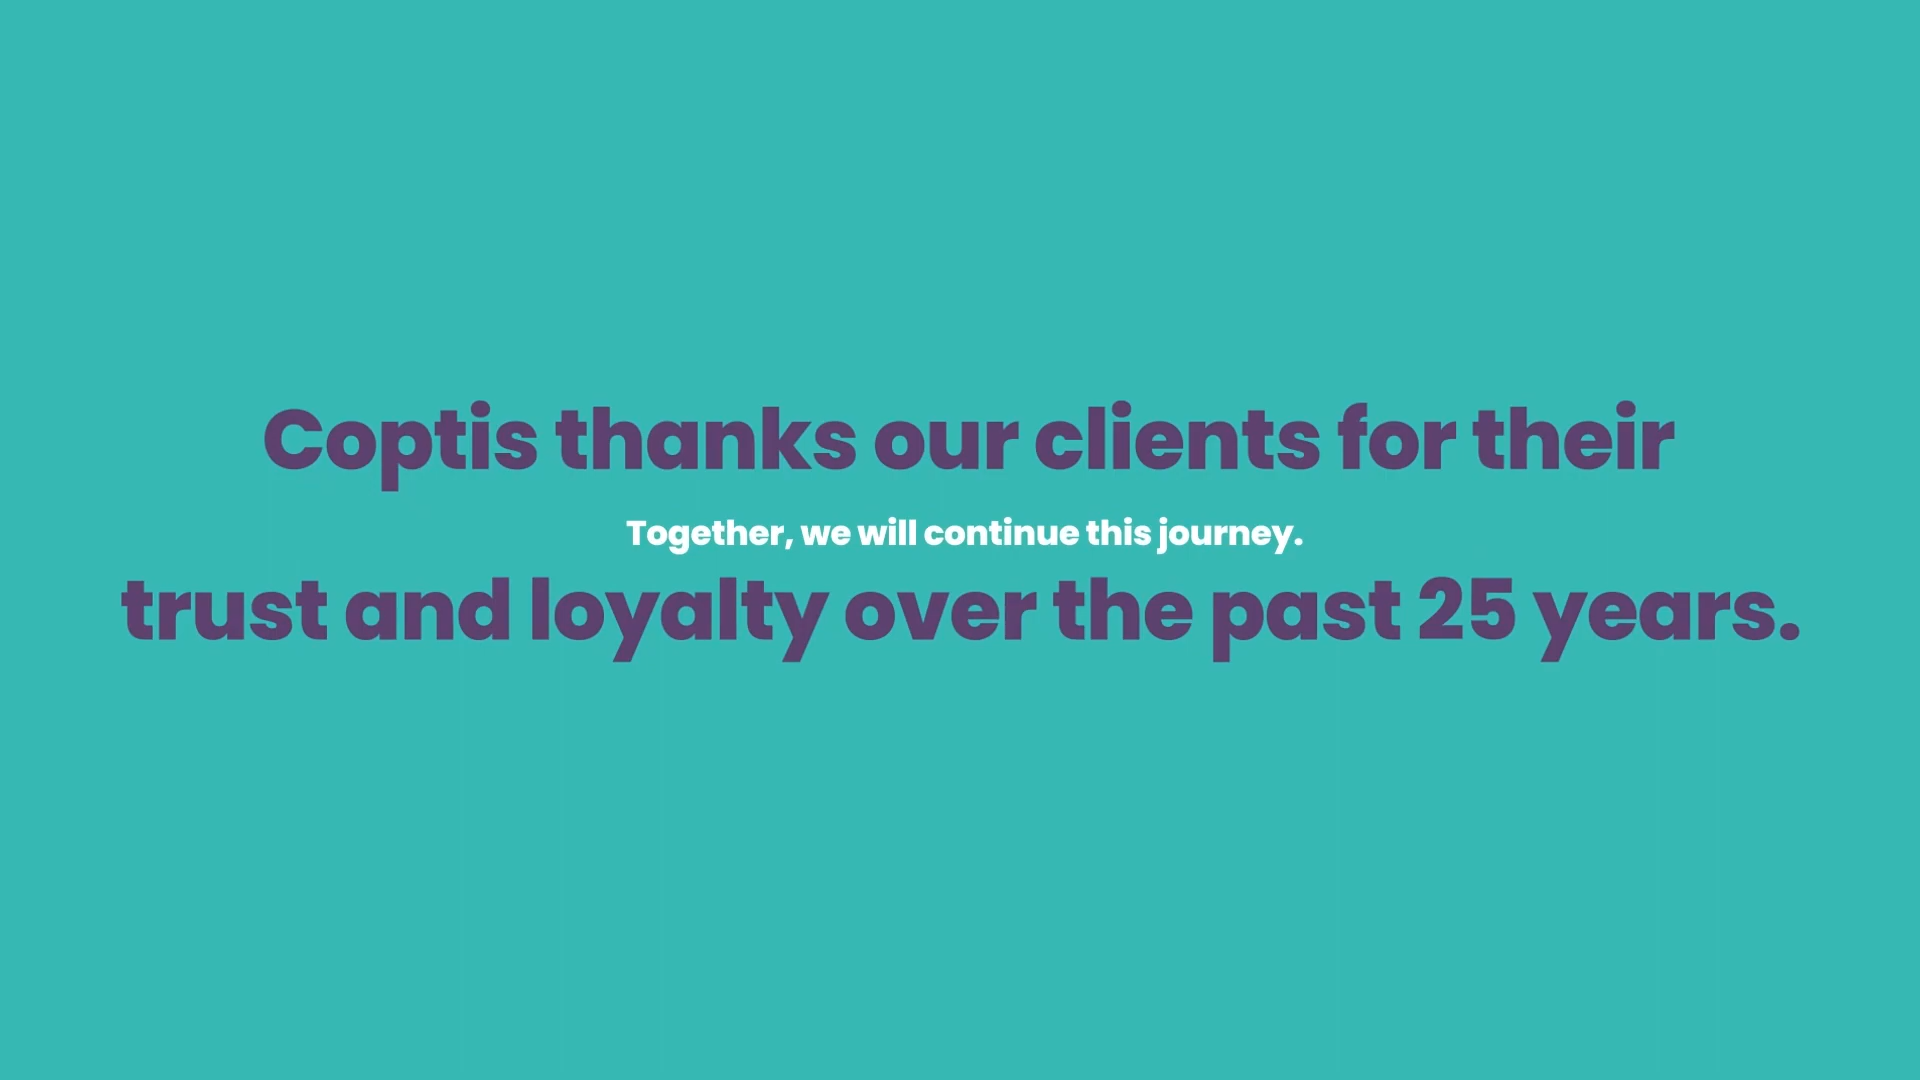 Coptis thanks our clients for their
Together, we will continue this journey.
trust and loyalty over the past 25 years.